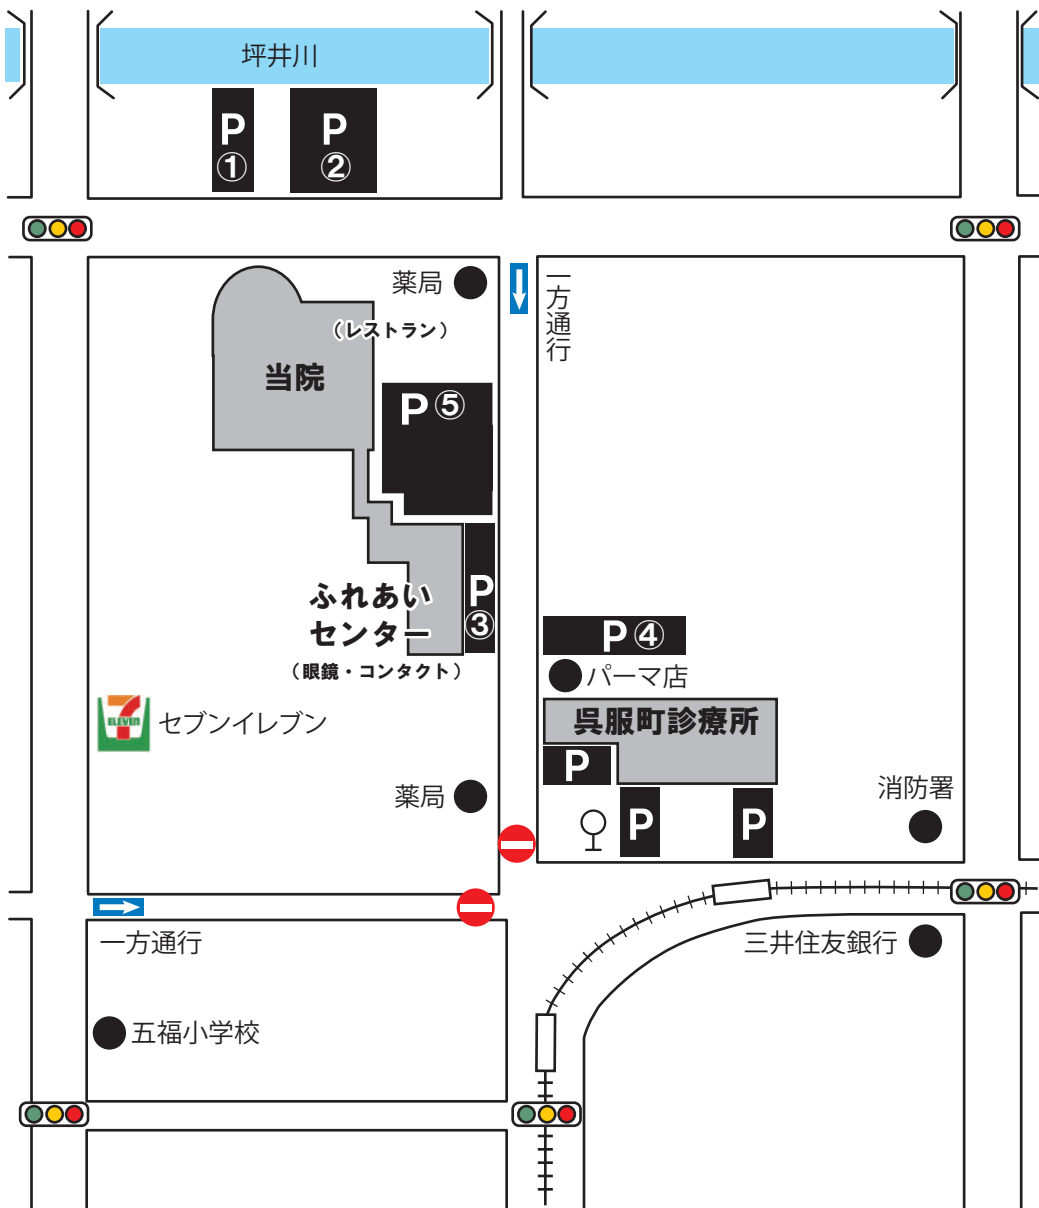 坪井川
P
①
P
②
薬局
(レストラン)
一方通行
当院
P⑤
ふれあい
センター
(眼鏡・コンタクト)
P
③
P④
パーマ店
呉服町診療所
P
7
ELEVEN
セブンイレブン
薬局
P
P
消防署
一方通行
三井住友銀行
五福小学校